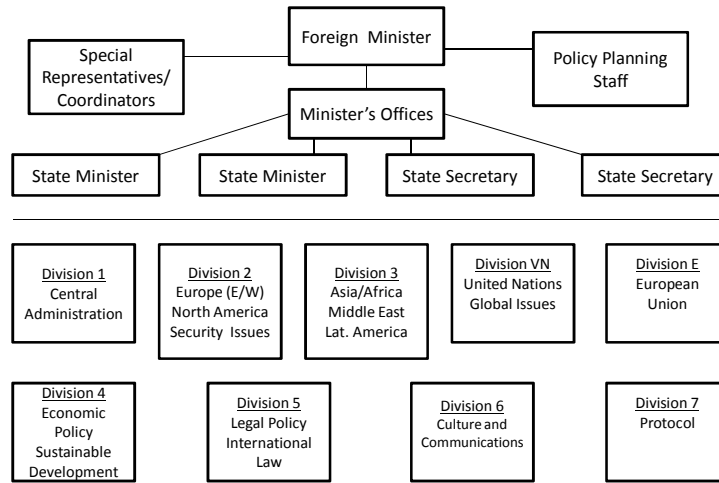 Foreign Minister
Special
Representatives/
Coordinators
Policy Planning
Staff
Minister's Offices
State Minister
State Minister
State Secretary
State Secretary
Division 1
Central
Administration
Division 2
Europe (E/W)
North America
Security Issues
Division 3
Asia/Africa
Middle East
Lat. America
Division VN
United Nations
Global Issues
Division E
European
Union
Division 4
Economic
Policy
Sustainable
Development
Division 5
Legal Policy
International
Law
Division 6
Culture and
Communications
Division 7
Protocol